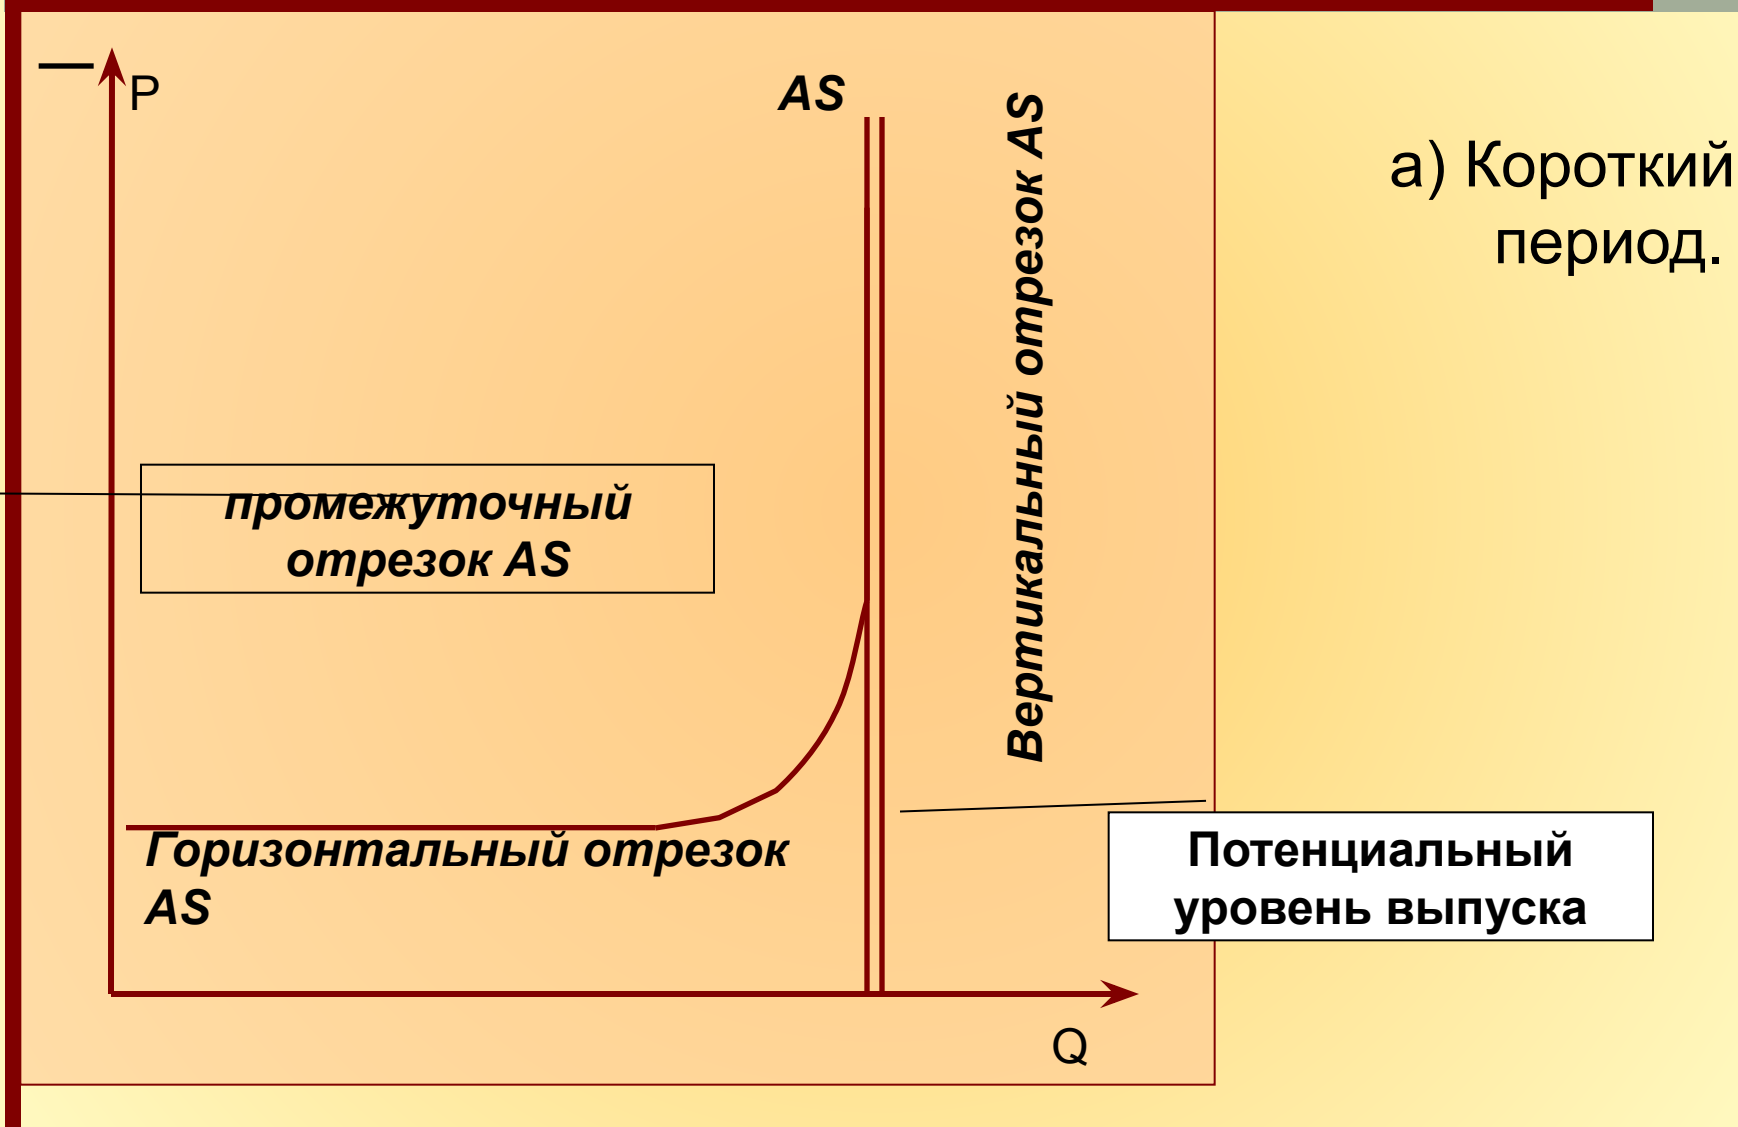 P
AS
Вертикальный отрезок AS
а) Короткий
период.
промежуточный
отрезок AS
Горизонтальный отрезок
AS
Потенциальный
уровень выпуска
Q